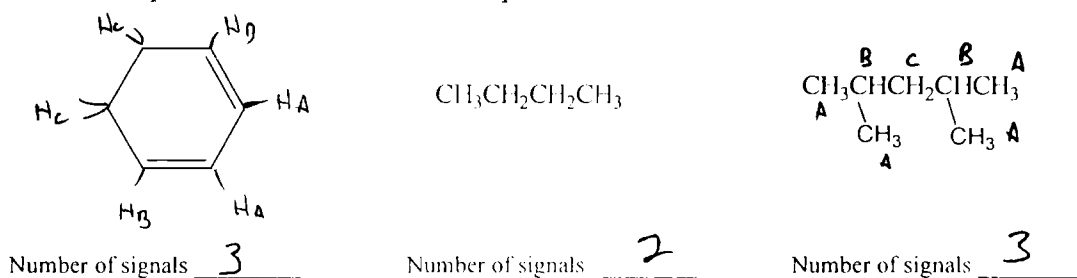 Hc
HB
Hc
HA
HB
HA
CH3CH2CH2CH3
B C B A
CH3CHCH2CHCH3
A
CH3 CH3 A
A
Number of signals 3
Number of signals 2
Number of signals 3